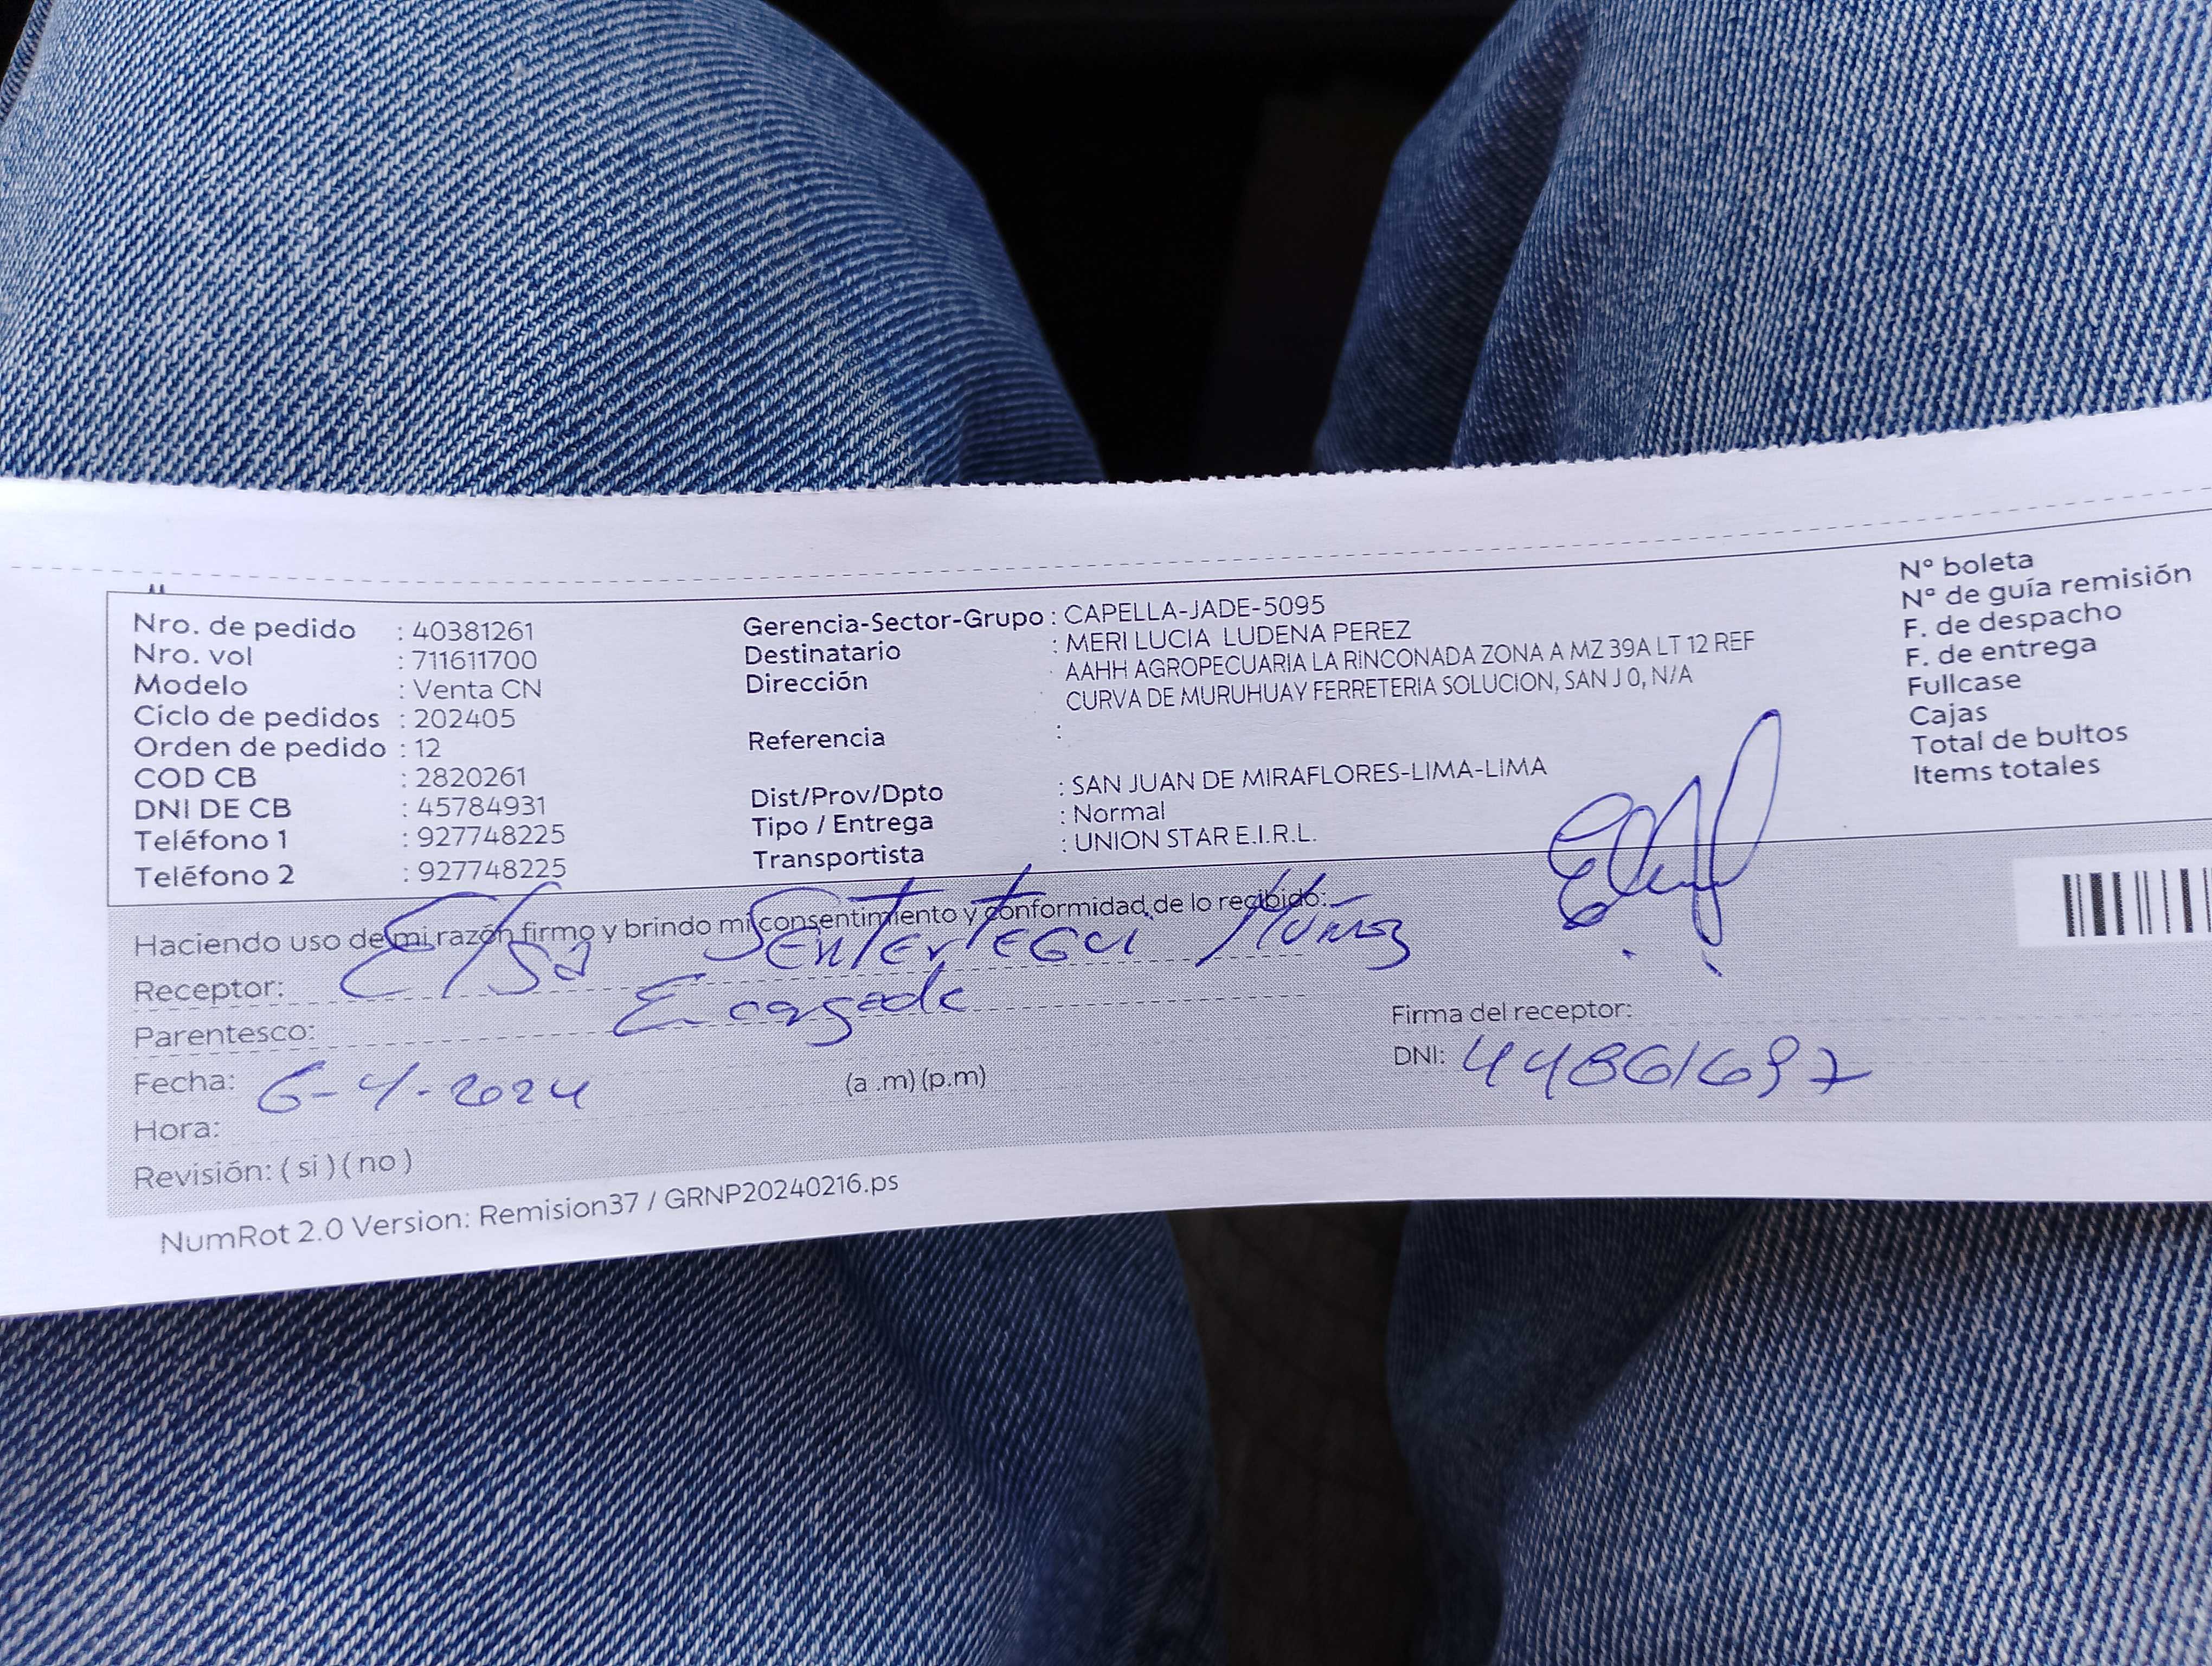 Nro. de pedido : 40381261
Nro. vol : 711611700
Modelo : Venta CN
Ciclo de pedidos : 202405
Orden de pedido : 12
COD CB : 2820261
DNI DE CB : 45784931
Teléfono 1 : 927748225
Teléfono 2 : 927748225
Gerencia-Sector-Grupo : CAPELLA-JADE-5095
Destinatario : MERI LUCIA LUDENA PEREZ
Dirección : AAHH AGROPECUARIA LA RINCONADA ZONA A MZ 39A LT 12 REF
CURVA DE MURUHUAY FERRETERIA SOLUCION, SAN J 0, N/A
Referencia :
Dist/Prov/Dpto : SAN JUAN DE MIRAFLORES-LIMA-LIMA
Tipo / Entrega : Normal
Transportista : UNION STAR E.I.R.L.
N° boleta
N° de guía remisión
F. de despacho
F. de entrega
Fullcase
Cajas
Total de bultos
Items totales
Haciendo uso de mi razón firmo y brindo mi consentimiento y conformidad de lo recibido:
Receptor: Elsa Muñoz
Parentesco:
Fecha: 6-4-2024 (a .m) (p.m)
Hora:
Revisión: ( si ) ( no )
Firma del receptor:
DNI: 44861697
NumRot 2.0 Version: Remision37 / GRNP20240216.ps